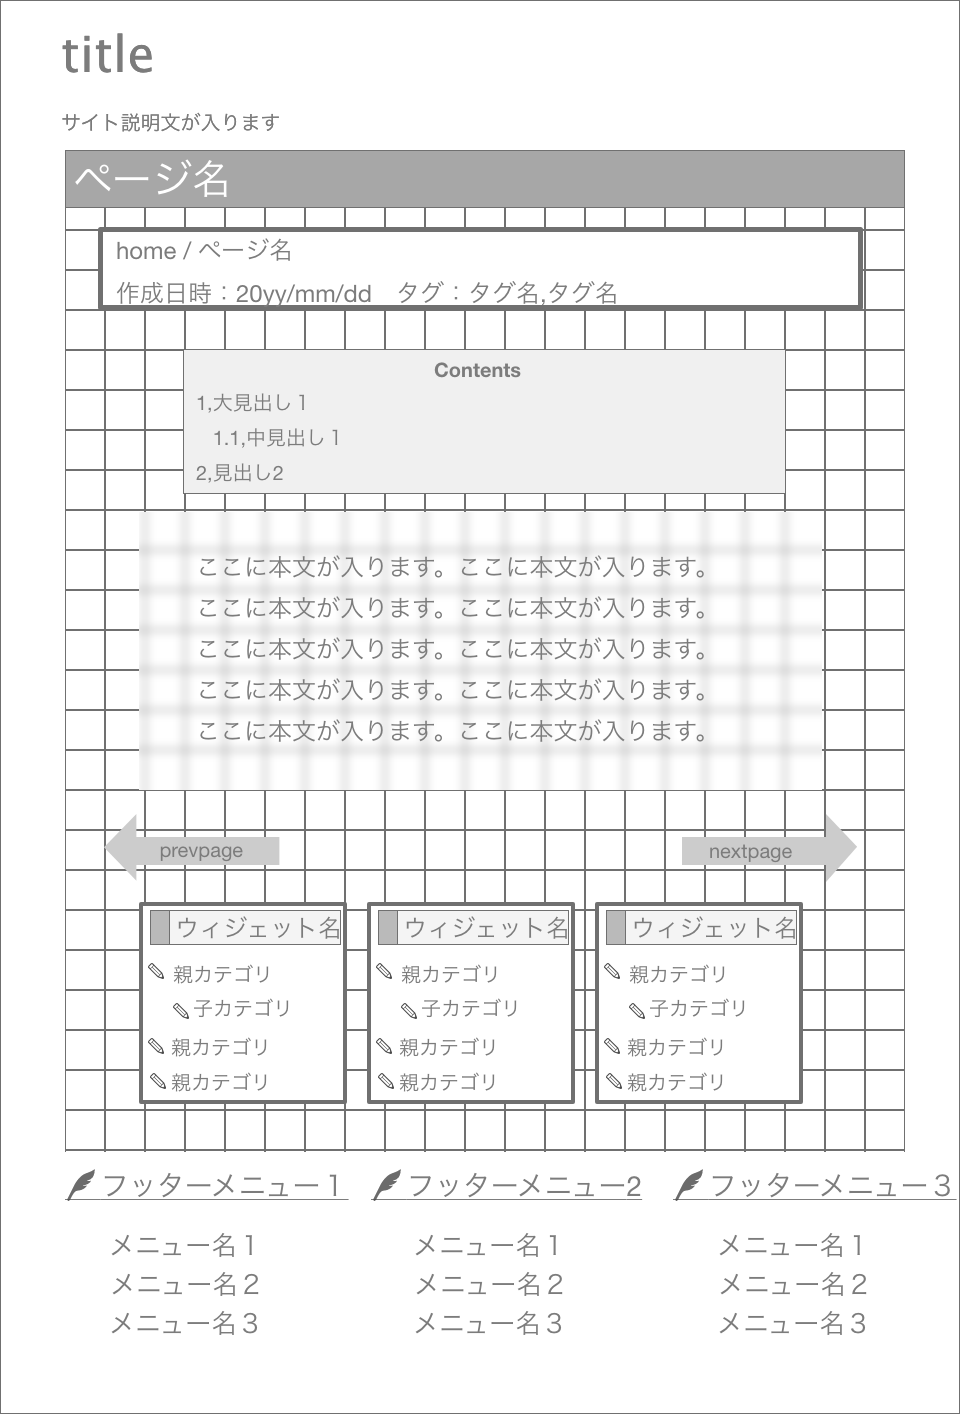 title
サイト説明文が入ります
ページ名
home / ページ名
作成日時：20yy/mm/dd　タグ：タグ名,タグ名
Contents
1,大見出し１
1.1,中見出し１
2,見出し2
ここに本文が入ります。ここに本文が入ります。
ここに本文が入ります。ここに本文が入ります。
ここに本文が入ります。ここに本文が入ります。
ここに本文が入ります。ここに本文が入ります。
ここに本文が入ります。ここに本文が入ります。
prevpage
nextpage
ウィジェット名
親カテゴリ
子カテゴリ
親カテゴリ
親カテゴリ
ウィジェット名
親カテゴリ
子カテゴリ
親カテゴリ
親カテゴリ
ウィジェット名
親カテゴリ
子カテゴリ
親カテゴリ
親カテゴリ
フッターメニュー１
メニュー名１
メニュー名２
メニュー名３
フッターメニュー2
メニュー名１
メニュー名２
メニュー名３
フッターメニュー３
メニュー名１
メニュー名２
メニュー名３